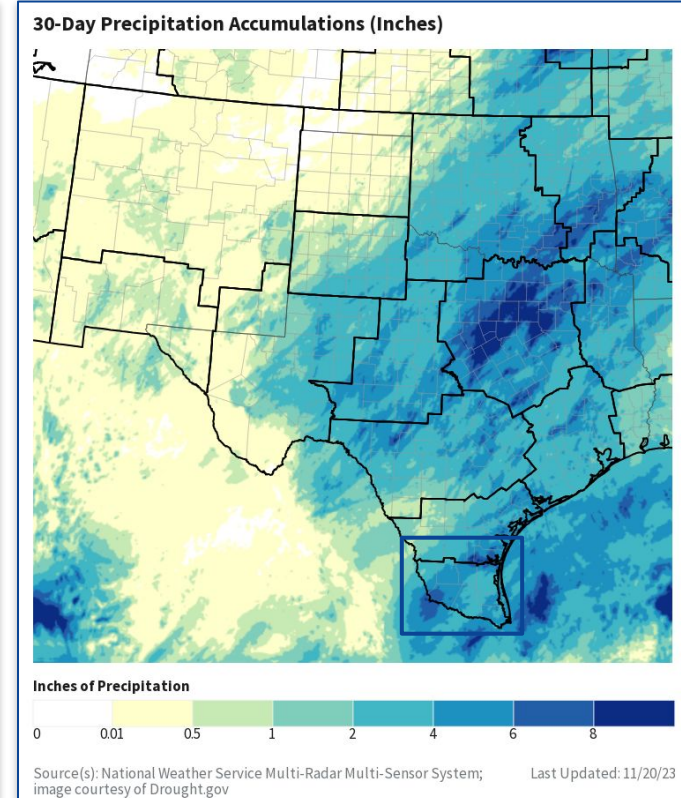 30-Day Precipitation Accumulations (Inches)
Inches of Precipitation
0 0.01 0.5 1 2 4 6 8
Source(s): National Weather Service Multi-Radar Multi-Sensor System; Last Updated: 11/20/23
image courtesy of Drought.gov